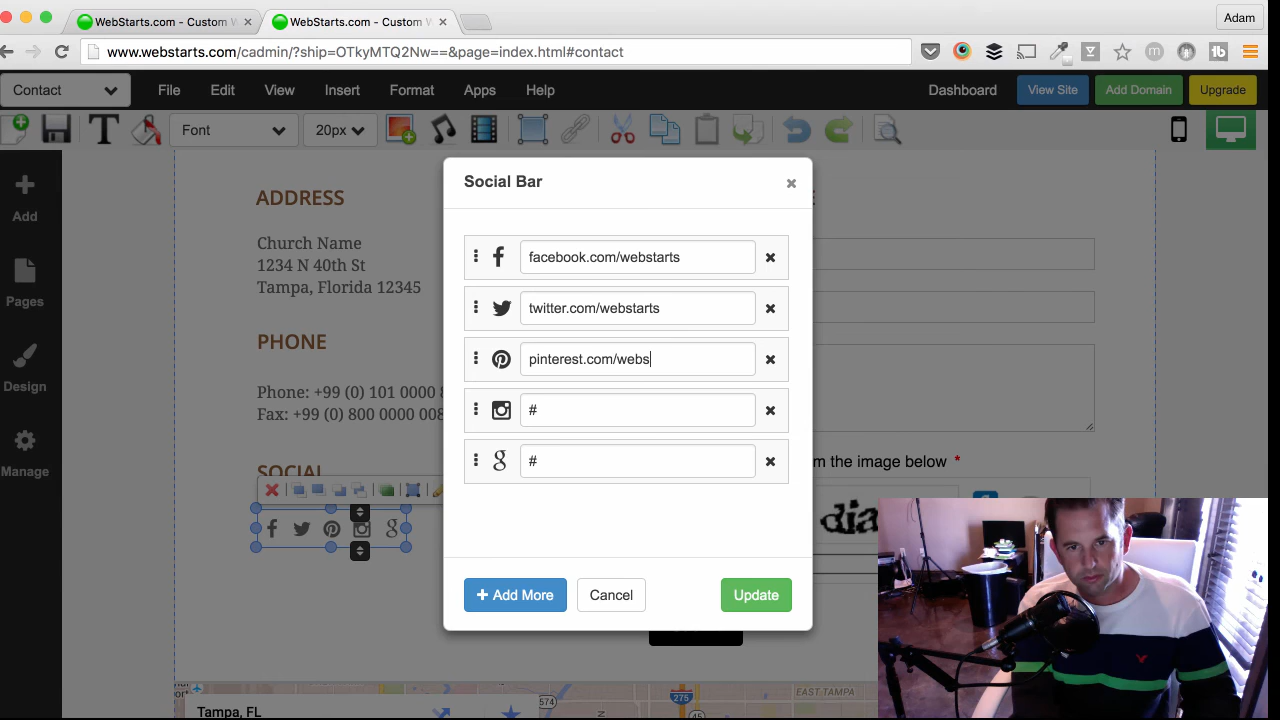 WebStarts.com - Custom W
WebStarts.com - Custom W
Adam
www.webstarts.com/cadmin/?ship=OTkyMTQ2Nw==&page=index.html#contact
Contact File Edit View Insert Format Apps Help Dashboard View Site Add Domain Upgrade
Font 20px
Add
Pages
Design
Manage
ADDRESS
Church Name
1234 N 40th St
Tampa, Florida 12345
PHONE
Phone: +99 (0) 101 0000 8
Fax: +99 (0) 800 0000 008
SOCIAL
Social Bar
facebook.com/webstarts
twitter.com/webstarts
pinterest.com/webs
#
#
+ Add More Cancel Update
m the image below *
dia
Tampa, FL
574
275
45
EAST-TAMPA